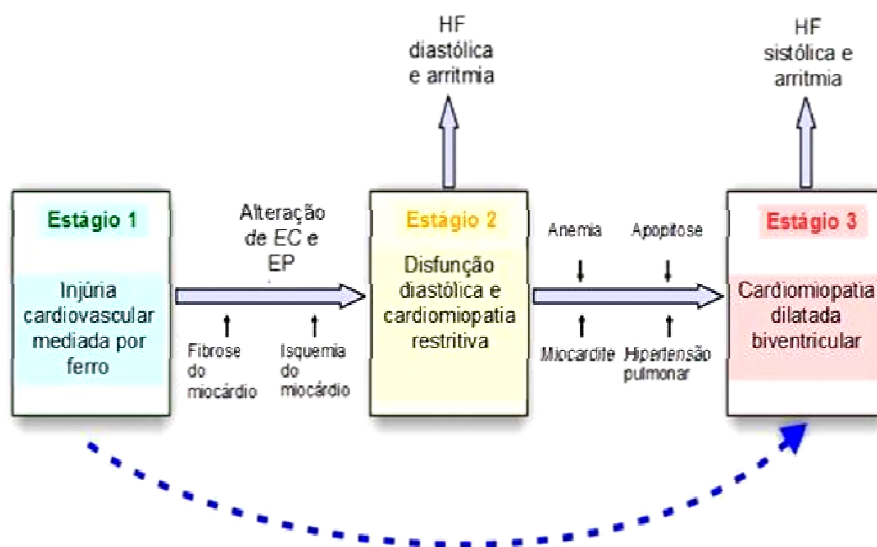 HF
diastólica
e arritmia
HF
sistólica e
arritmia
Estágio 1
Injúria
cardiovascular
mediada por
ferro
Alteração
de EC e
EP
Fibrose
do
miocárdio
Isquemia
do
miocárdio
Estágio 2
Disfunção
diastólica e
cardiomiopatia
restritiva
Anemia
Apopitose
Miocardite
Hipertensão
pulmonar
Estágio 3
Cardiomiopatia
dilatada
biventricular